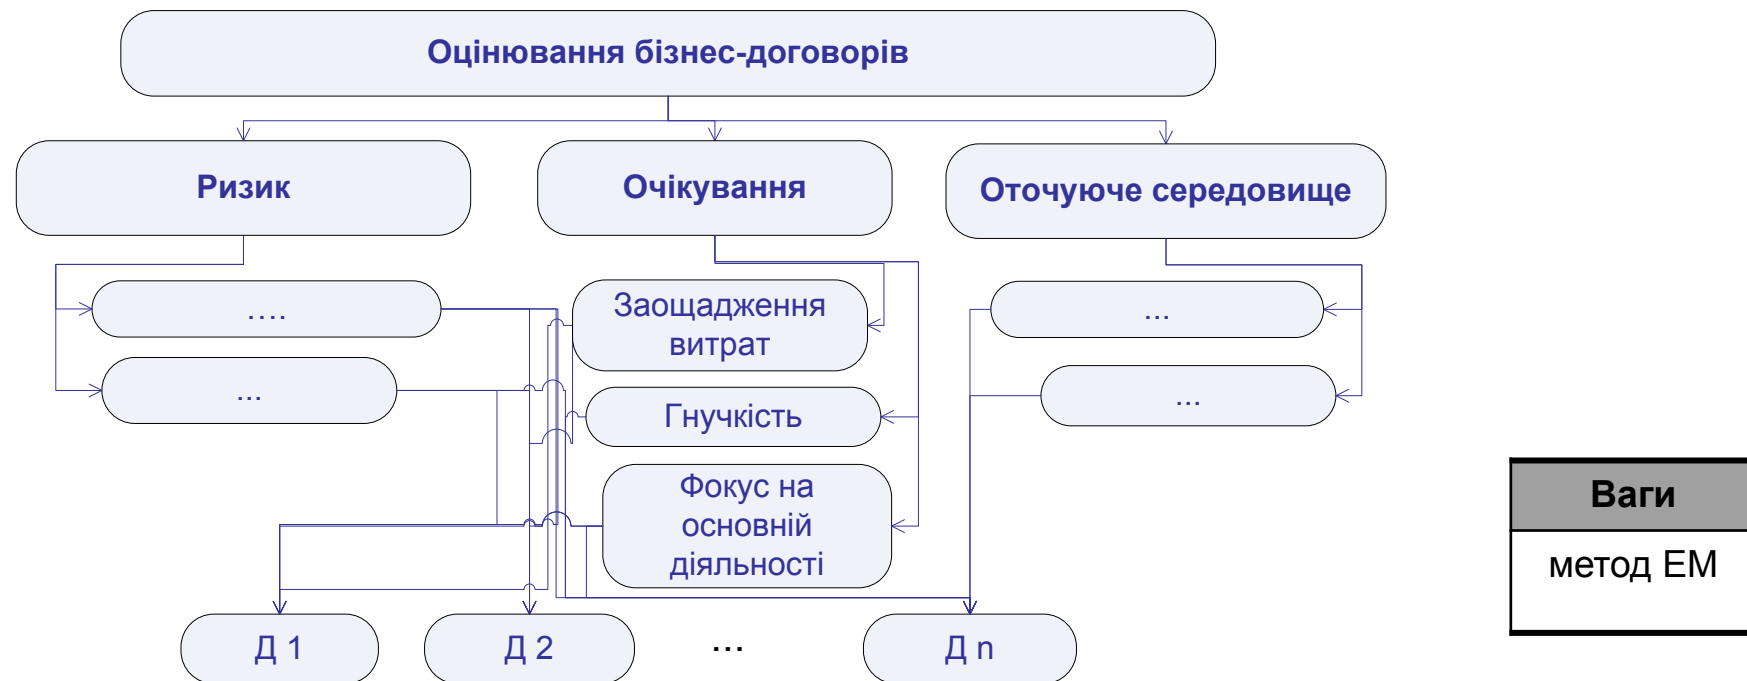 Оцінювання бізнес-договорів
Ризик
Очікування
Оточуюче середовище
....
...
Заощадження
витрат
Гнучкість
Фокус на
основній
діяльності
...
...
Д 1
Д 2
...
Д n
Ваги
метод ЕМ